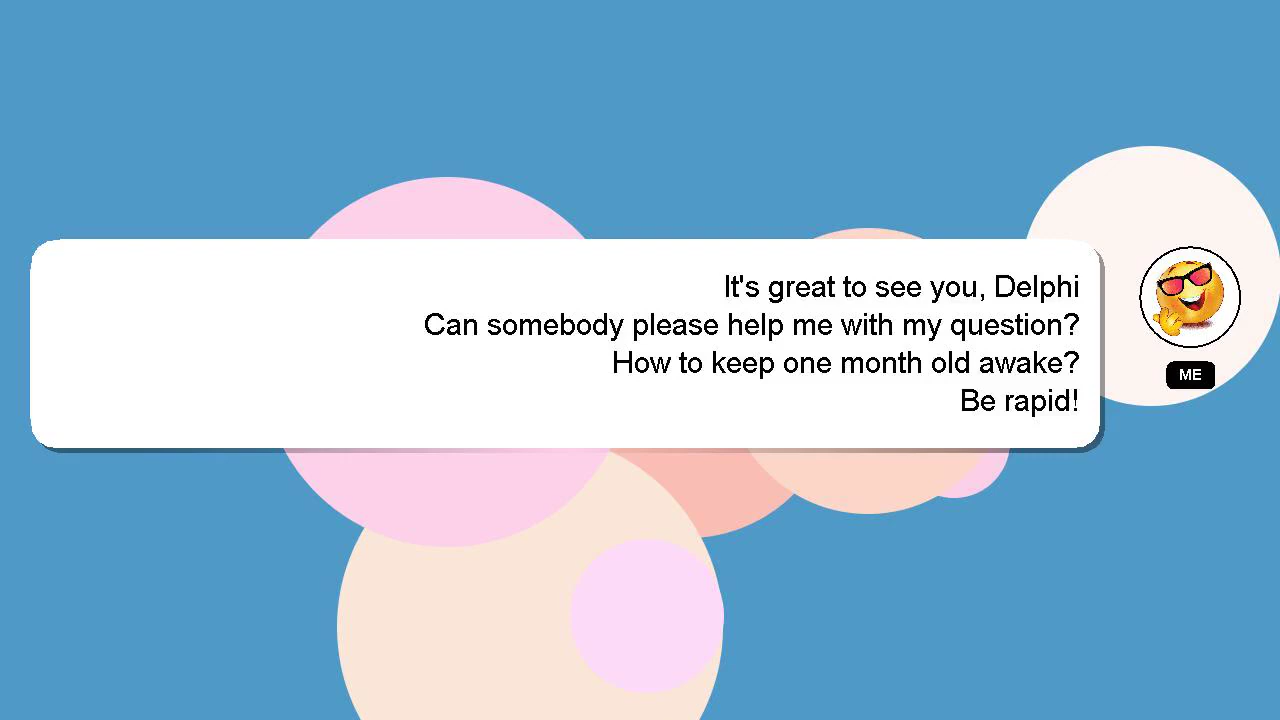 It's great to see you, Delphi
Can somebody please help me with my question?
How to keep one month old awake?
Be rapid!
ME